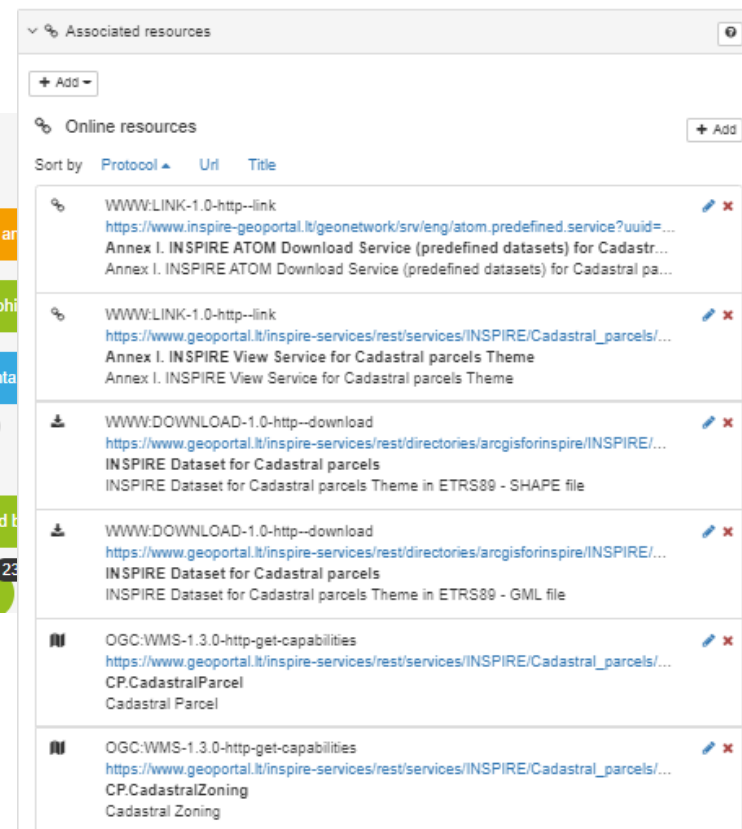 Associated resources
+ Add
Online resources
+ Add
Sort by Protocol Url Title
WWW:LINK-1.0-http--link
https://www.inspire-geoportal.lt/geonetwork/srv/eng/atom.predefined.service?uuid=...
Annex I. INSPIRE ATOM Download Service (predefined datasets) for Cadastr...
Annex I. INSPIRE ATOM Download Service (predefined datasets) for Cadastral pa...
WWW:LINK-1.0-http--link
https://www.geoportal.lt/inspire-services/rest/services/INSPIRE/Cadastral_parcels/...
Annex I. INSPIRE View Service for Cadastral parcels Theme
Annex I. INSPIRE View Service for Cadastral parcels Theme
WWW:DOWNLOAD-1.0-http--download
https://www.geoportal.lt/inspire-services/rest/directories/arcgisforinspire/INSPIRE/...
INSPIRE Dataset for Cadastral parcels
INSPIRE Dataset for Cadastral parcels Theme in ETRS89 - SHAPE file
WWW:DOWNLOAD-1.0-http--download
https://www.geoportal.lt/inspire-services/rest/directories/arcgisforinspire/INSPIRE/...
INSPIRE Dataset for Cadastral parcels
INSPIRE Dataset for Cadastral parcels Theme in ETRS89 - GML file
OGC:WMS-1.3.0-http-get-capabilities
https://www.geoportal.lt/inspire-services/rest/services/INSPIRE/Cadastral_parcels/...
CP.CadastralParcel
Cadastral Parcel
OGC:WMS-1.3.0-http-get-capabilities
https://www.geoportal.lt/inspire-services/rest/services/INSPIRE/Cadastral_parcels/...
CP.CadastralZoning
Cadastral Zoning
23